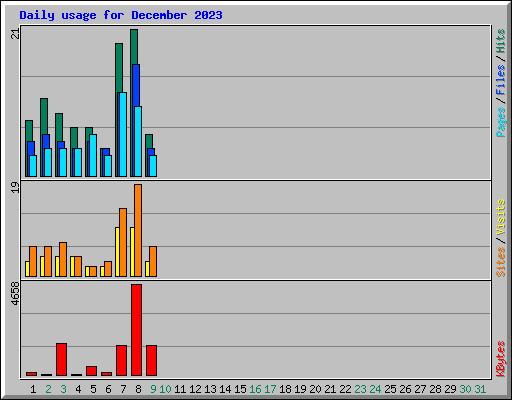 Daily usage for December 2023
21
Pages/Files/Hits
19
Sites/Visits
4658
KBytes
1 2 3 4 5 6 7 8 9 10 11 12 13 14 15 16 17 18 19 20 21 22 23 24 25 26 27 28 29 30 31